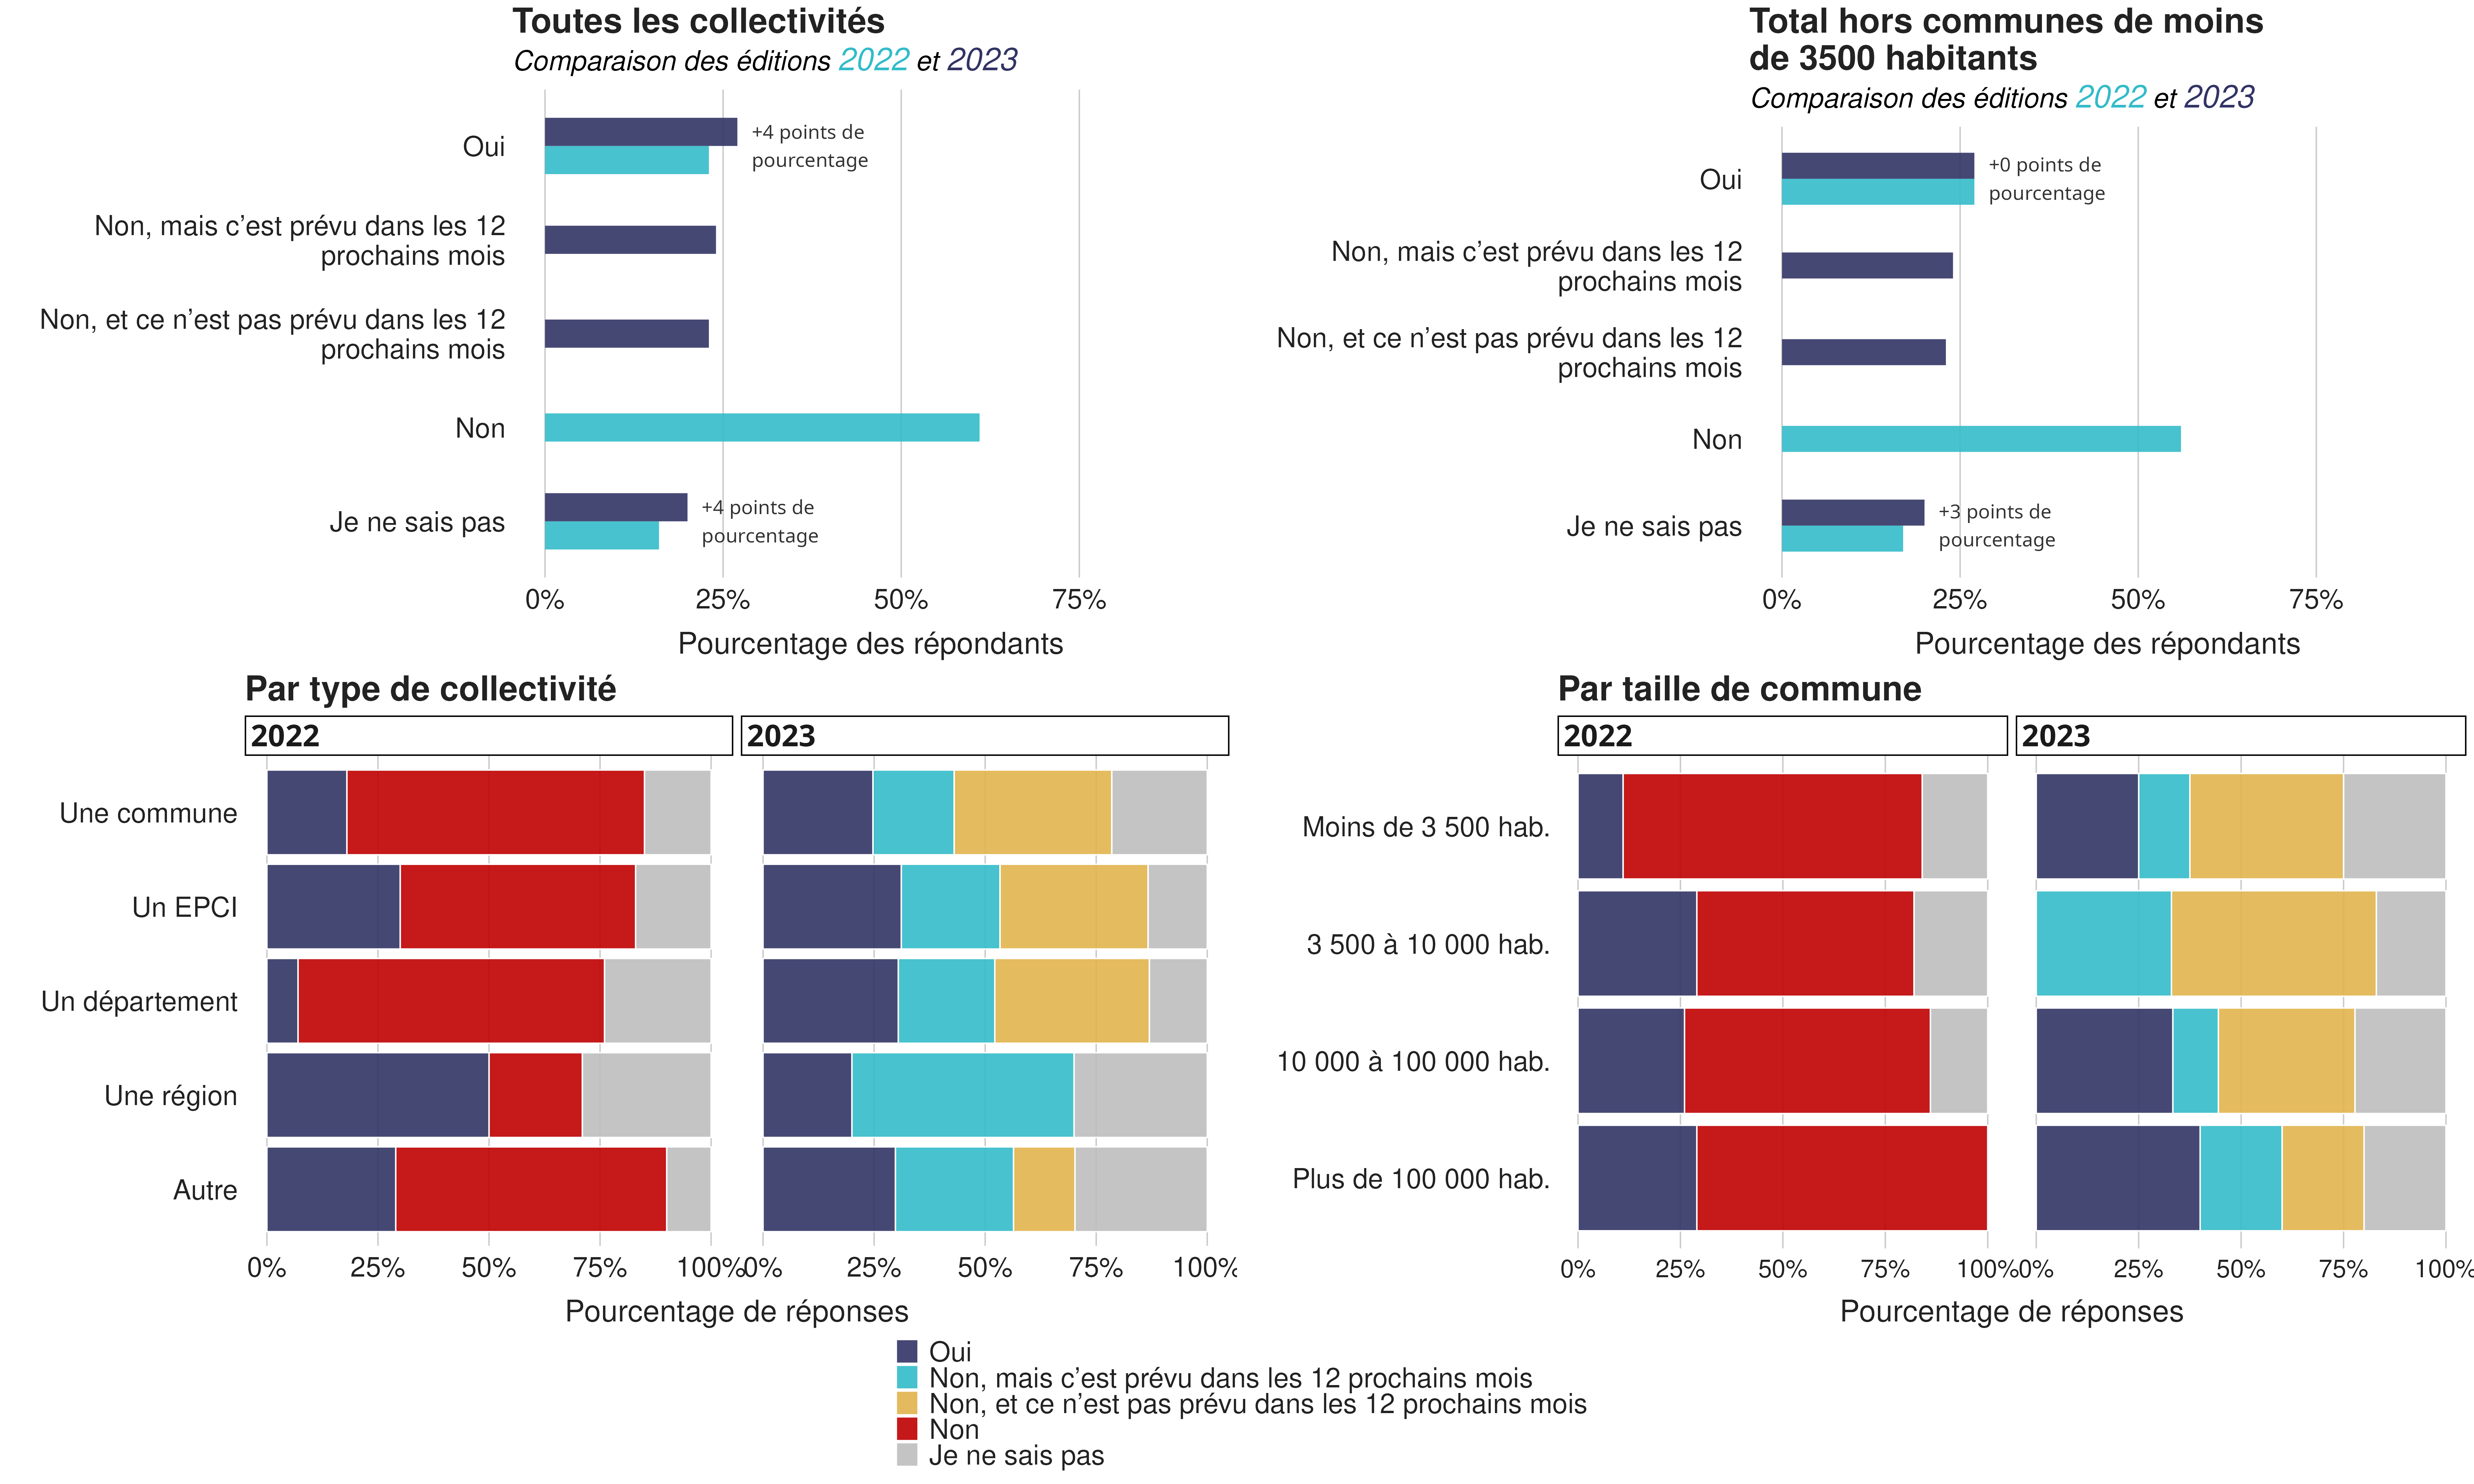 Toutes les collectivités
Comparaison des éditions 2022 et 2023
Oui
+4 points de
pourcentage
Non, mais c’est prévu dans les 12
prochains mois
Non, et ce n’est pas prévu dans les 12
prochains mois
Non
Je ne sais pas
+4 points de
pourcentage
0% 25% 50% 75%
Pourcentage des répondants
Total hors communes de moins
de 3500 habitants
Comparaison des éditions 2022 et 2023
Oui
+0 points de
pourcentage
Non, mais c’est prévu dans les 12
prochains mois
Non, et ce n’est pas prévu dans les 12
prochains mois
Non
Je ne sais pas
+3 points de
pourcentage
0% 25% 50% 75%
Pourcentage des répondants
Par type de collectivité
2022 2023
Une commune
Un EPCI
Un département
Une région
Autre
0% 25% 50% 75% 100% 0% 25% 50% 75% 100%
Pourcentage de réponses
Par taille de commune
2022 2023
Moins de 3 500 hab.
3 500 à 10 000 hab.
10 000 à 100 000 hab.
Plus de 100 000 hab.
0% 25% 50% 75% 100% 0% 25% 50% 75% 100%
Pourcentage de réponses
Oui
Non, mais c’est prévu dans les 12 prochains mois
Non, et ce n’est pas prévu dans les 12 prochains mois
Non
Je ne sais pas